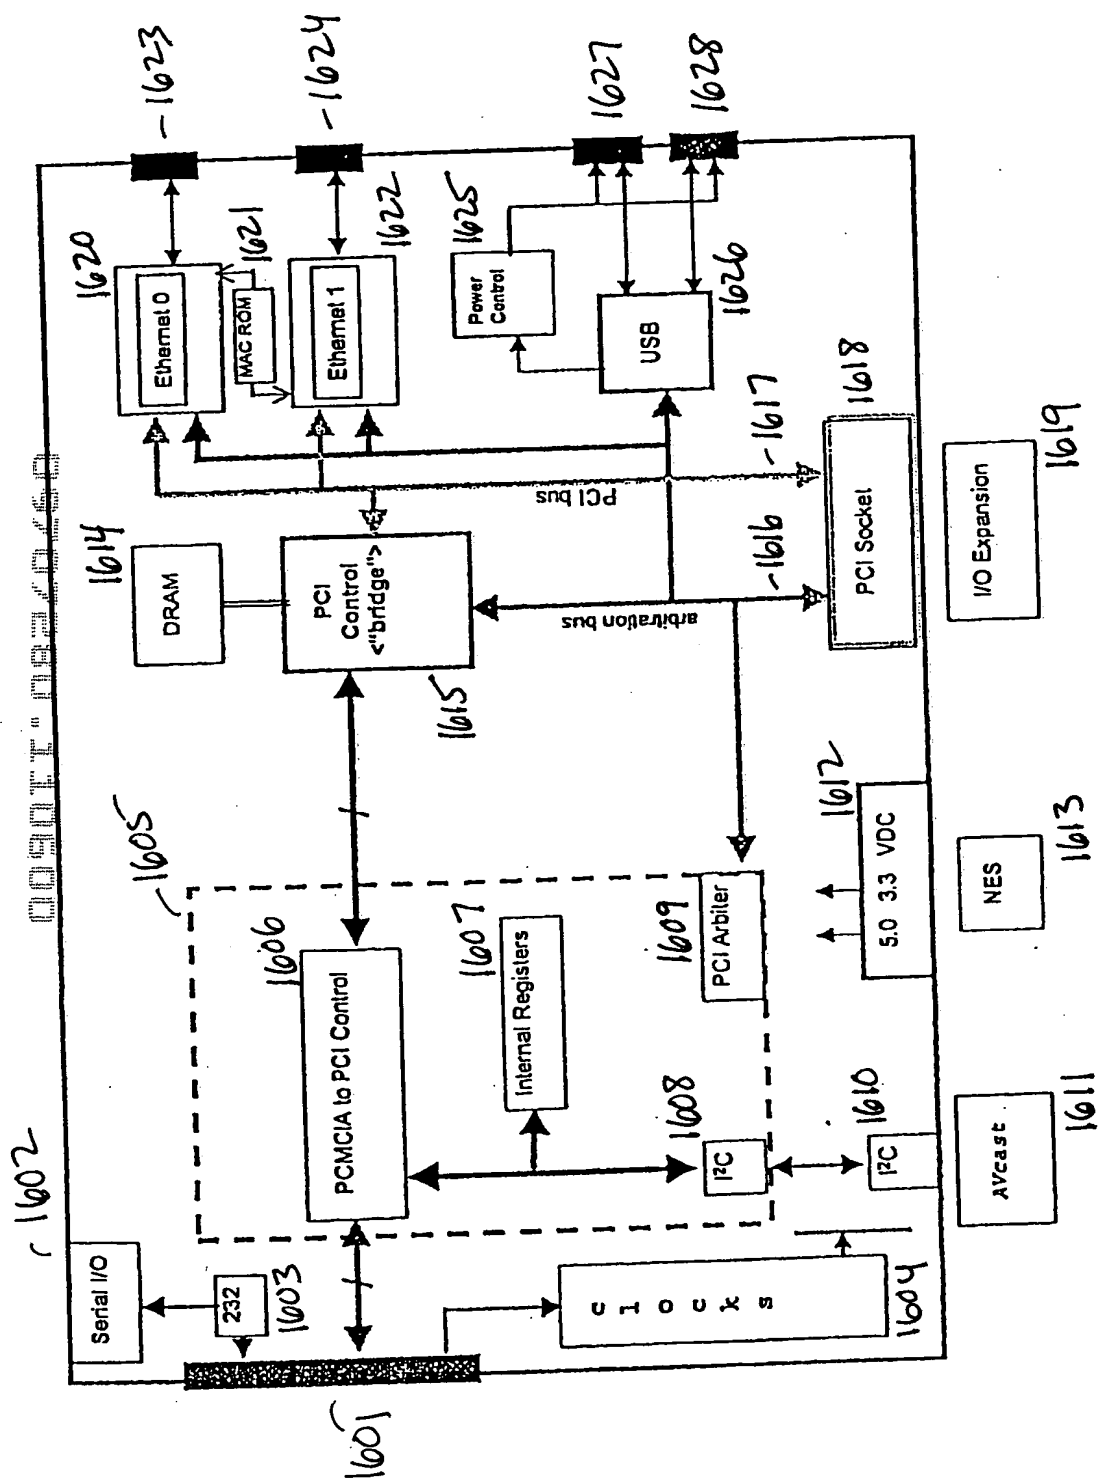 1602
Serial I/O
232
1603
1601
clocks
1604
1605
PCMCIA to PCI Control
1606
Internal Registers
1607
I²C
1608
PCI Arbiter
1609
I²C
1610
AVcast
1611
5.0 3.3 VDC
1612
NES
1613
DRAM
1614
PCI
Control
<"bridge">
1615
arbitration bus
1616
PCI bus
1617
PCI Socket
1618
I/O Expansion
1619
Ethernet 0
1620
MAC ROM
1621
Ethernet 1
1622
1623
1624
Power
Control
1625
USB
1626
1627
1628